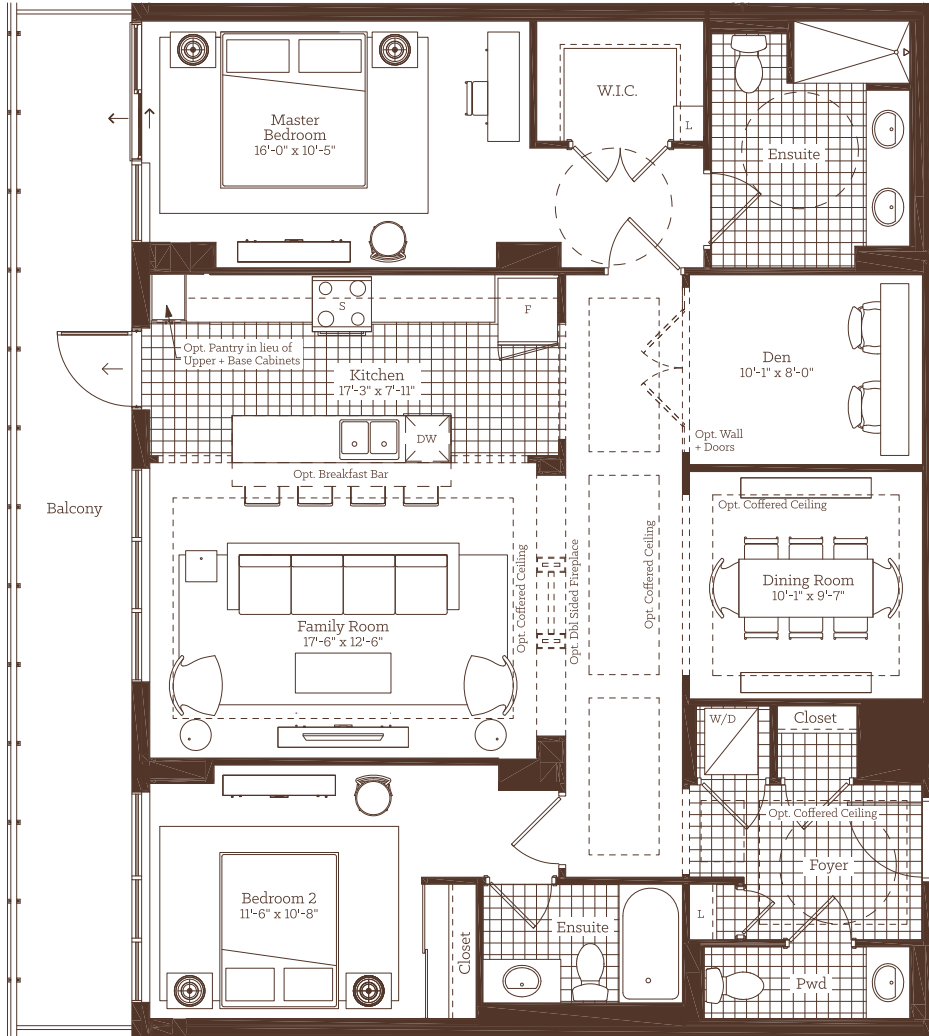 Master
Bedroom
16'-0" x 10'-5"
W.I.C.
L
Ensuite
S
F
Opt. Pantry in lieu of
Upper + Base Cabinets
Kitchen
17'-3" x 7'-11"
DW
Opt. Breakfast Bar
Den
10'-1" x 8'-0"
Opt. Wall
+ Doors
Balcony
Opt. Coffered Ceiling
Opt. Dbl Sided Fireplace
Opt. Coffered Ceiling
Opt. Coffered Ceiling
Dining Room
10'-1" x 9'-7"
Family Room
17'-6" x 12'-6"
W/D
Closet
Opt. Coffered Ceiling
Foyer
Bedroom 2
11'-6" x 10'-8"
Closet
Ensuite
L
Pwd